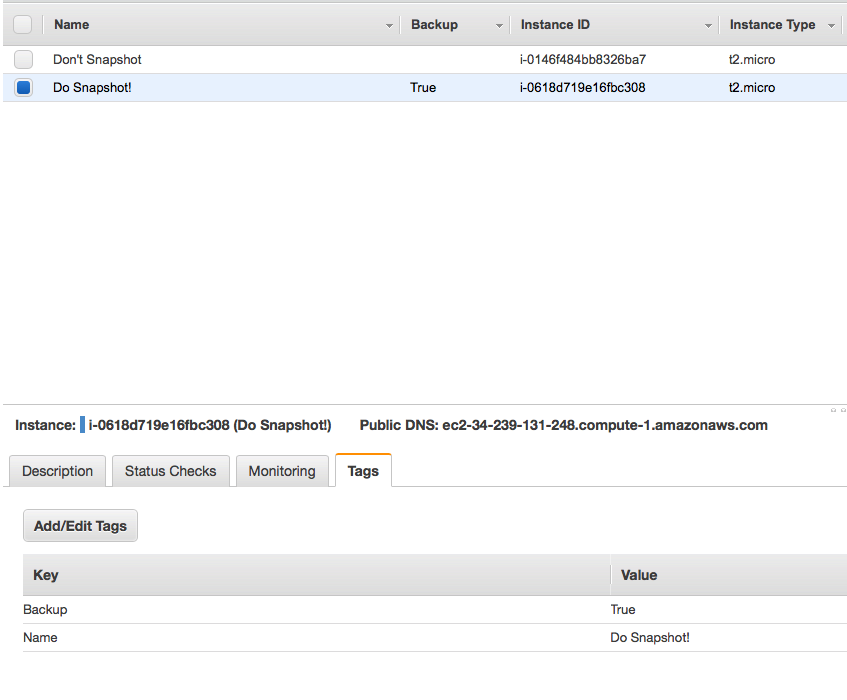 Name Backup Instance ID Instance Type
Don't Snapshot i-0146f484bb8326ba7 t2.micro
Do Snapshot! True i-0618d719e16fbc308 t2.micro
Instance: i-0618d719e16fbc308 (Do Snapshot!) Public DNS: ec2-34-239-131-248.compute-1.amazonaws.com
Description Status Checks Monitoring Tags
Add/Edit Tags
Key Value
Backup True
Name Do Snapshot!